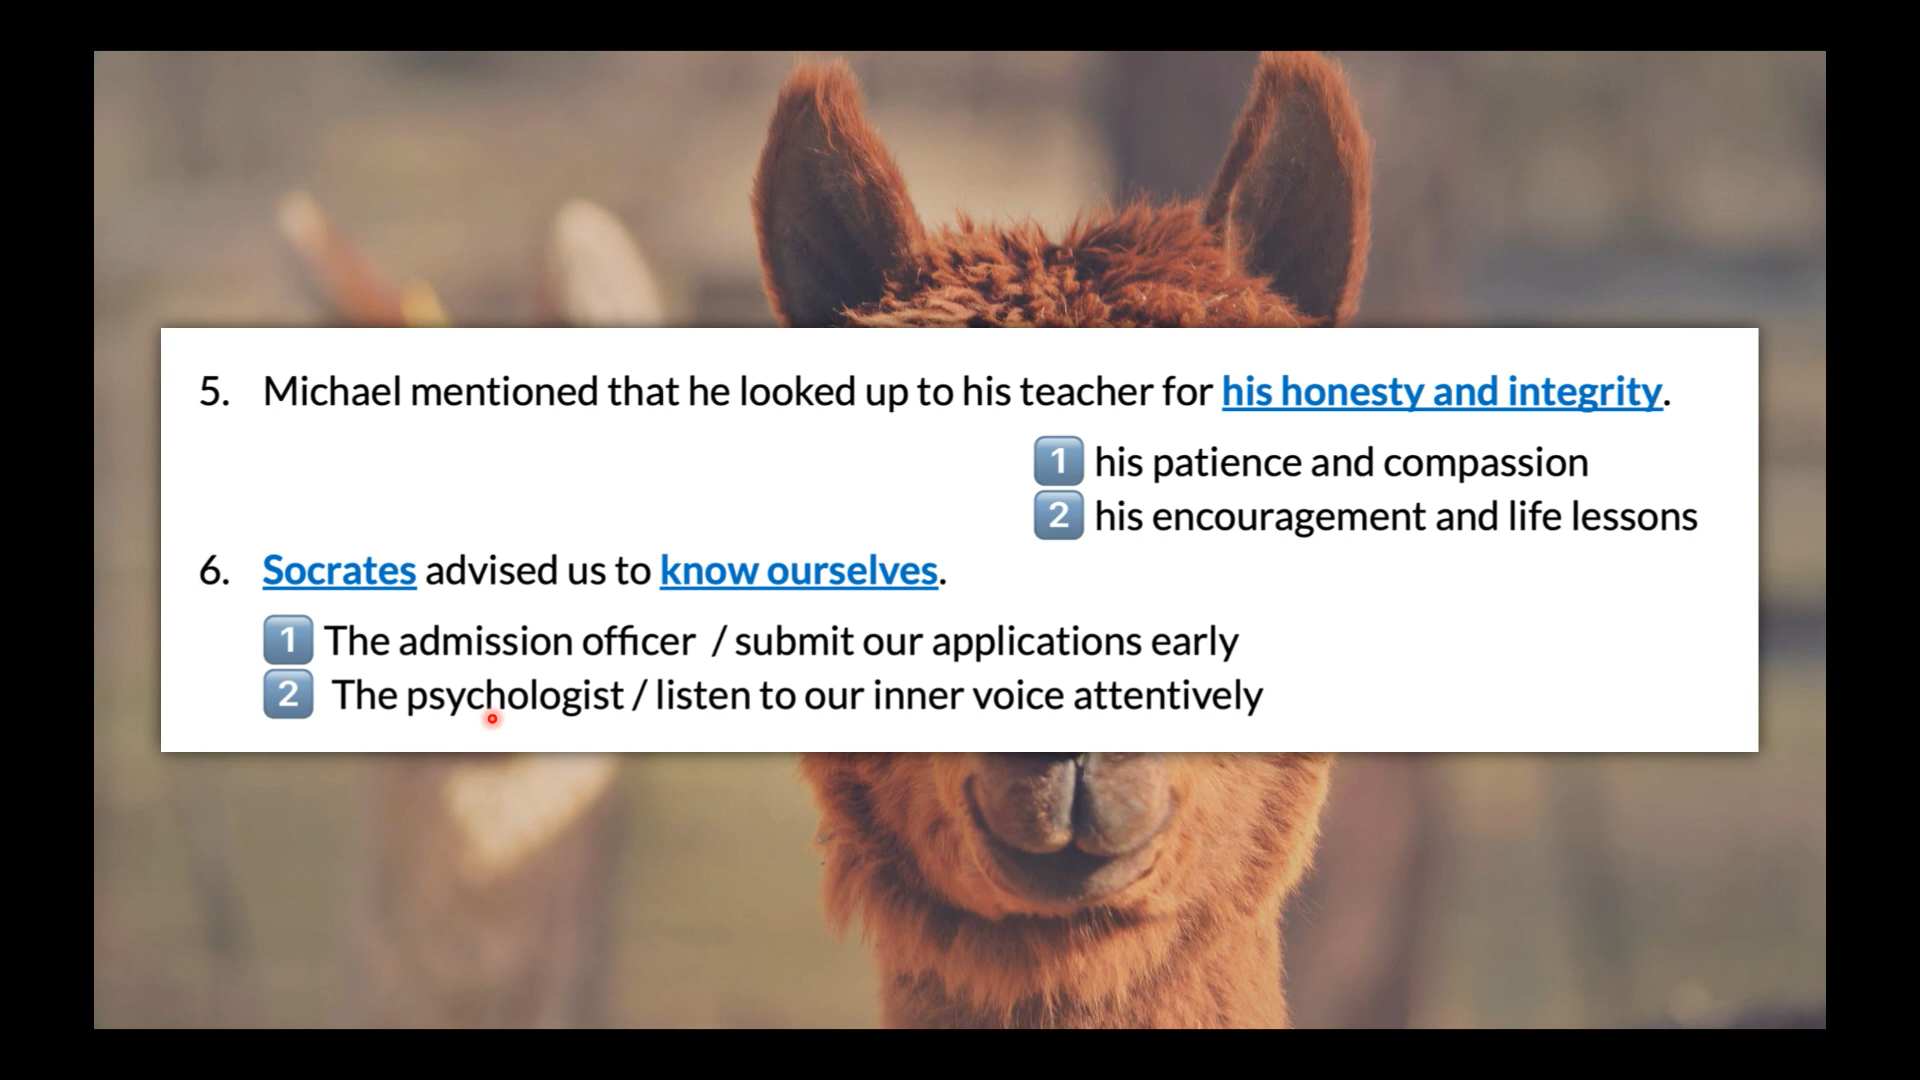 5. Michael mentioned that he looked up to his teacher for his honesty and integrity.
1 his patience and compassion
2 his encouragement and life lessons
6. Socrates advised us to know ourselves.
1 The admission officer / submit our applications early
2 The psychologist / listen to our inner voice attentively